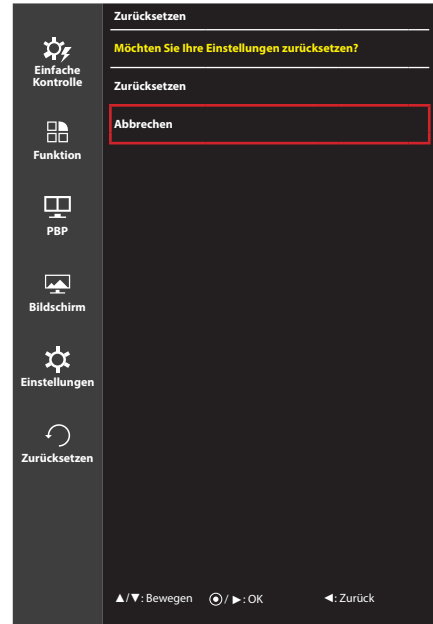 Zurücksetzen
Möchten Sie Ihre Einstellungen zurücksetzen?
Zurücksetzen
Abbrechen
Einfache
Kontrolle
Funktion
PBP
Bildschirm
Einstellungen
Zurücksetzen
▲/▼: Bewegen ⦿/ ►: OK ◄: Zurück